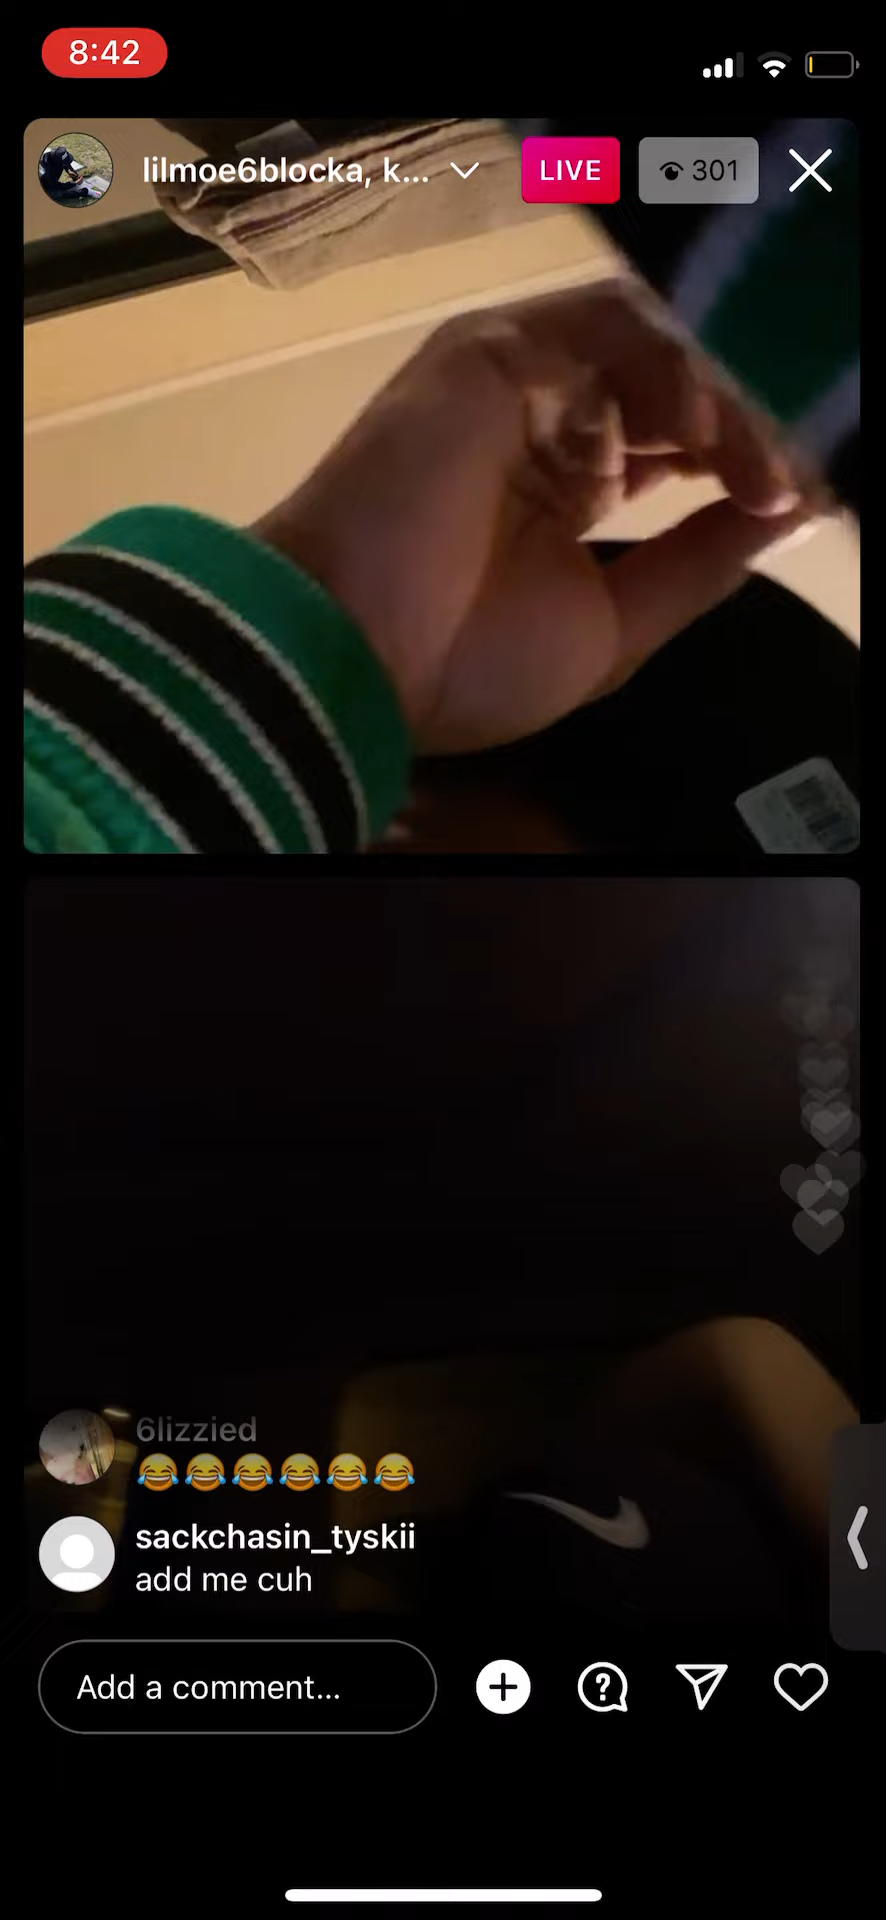 8:42
lilmoe6blocka, k...
LIVE
301
6lizzied
😂😂😂😂😂😂
sackchasin_tyskii
add me cuh
Add a comment...